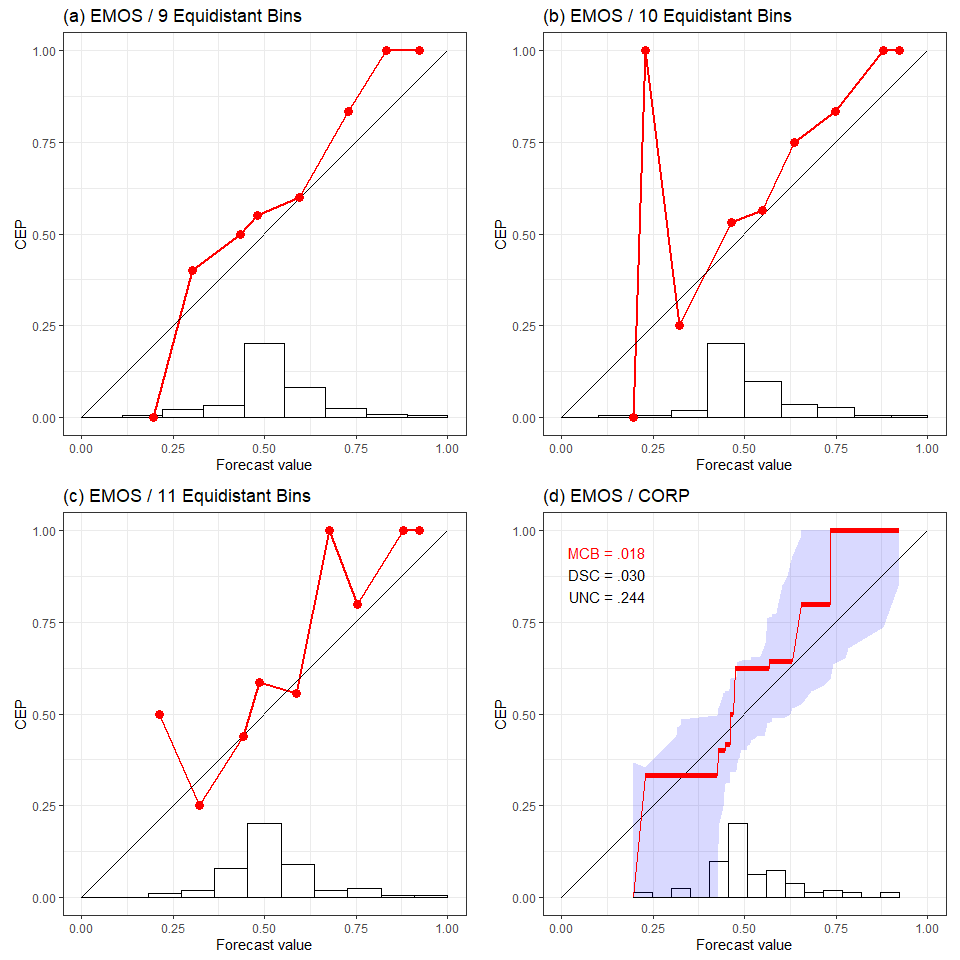 (a) EMOS / 9 Equidistant Bins
1.00
0.75
0.50
0.25
0.00
CEP
0.00 0.25 0.50 0.75 1.00
Forecast value
(b) EMOS / 10 Equidistant Bins
1.00
0.75
0.50
0.25
0.00
CEP
0.00 0.25 0.50 0.75 1.00
Forecast value
(c) EMOS / 11 Equidistant Bins
1.00
0.75
0.50
0.25
0.00
CEP
0.00 0.25 0.50 0.75 1.00
Forecast value
(d) EMOS / CORP
MCB = .018
DSC = .030
UNC = .244
1.00
0.75
0.50
0.25
0.00
CEP
0.00 0.25 0.50 0.75 1.00
Forecast value